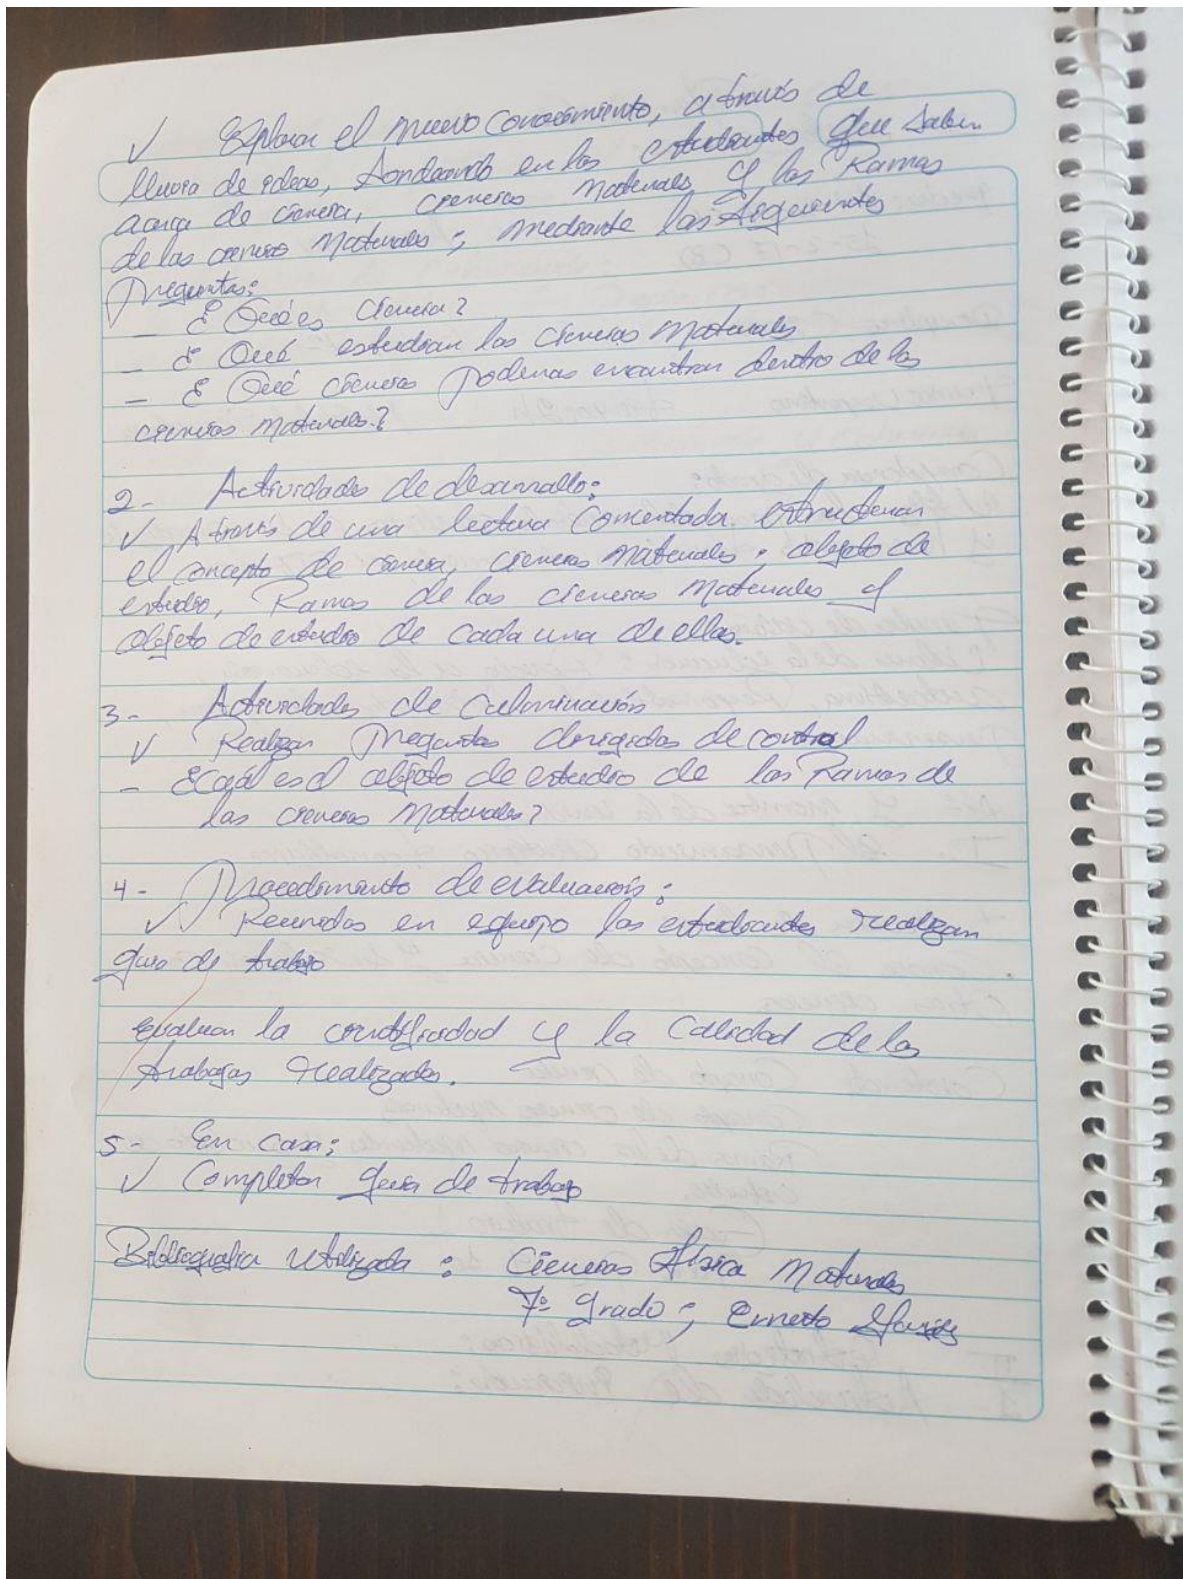 ✓ Explorar el nuevo conocimiento, a través de
lluvia de ideas, sondeando en los estudiantes que saben
acerca de ciencia, ciencias naturales y las Ramas
de las ciencias naturales; mediante las siguientes
preguntas:
- ¿Qué es Ciencia?
- ¿Qué estudian las ciencias naturales
- ¿Qué ciencias podemos encontrar dentro de las
ciencias naturales?
2- Actividades de desarrollo:
✓ A través de una lectura comentada estructuran
el concepto de ciencia, ciencias naturales, objeto de
estudio, Ramas de las ciencias naturales y
objeto de estudio de cada una de ellas.
3- Actividades de culminación
✓ Realizar preguntas dirigidas de control
- ¿Cuál es el objeto de estudio de las Ramas de
las ciencias naturales?
4- Procedimiento de evaluación:
✓ Reunidos en equipo los estudiantes realizan
guia de trabajo
Evaluar la cientificidad y la calidad de los
trabajos realizados.
5- En casa:
✓ Completar guia de trabajo
Bibliografia utilizada: Ciencias física Naturales
7º grado; Ernesto